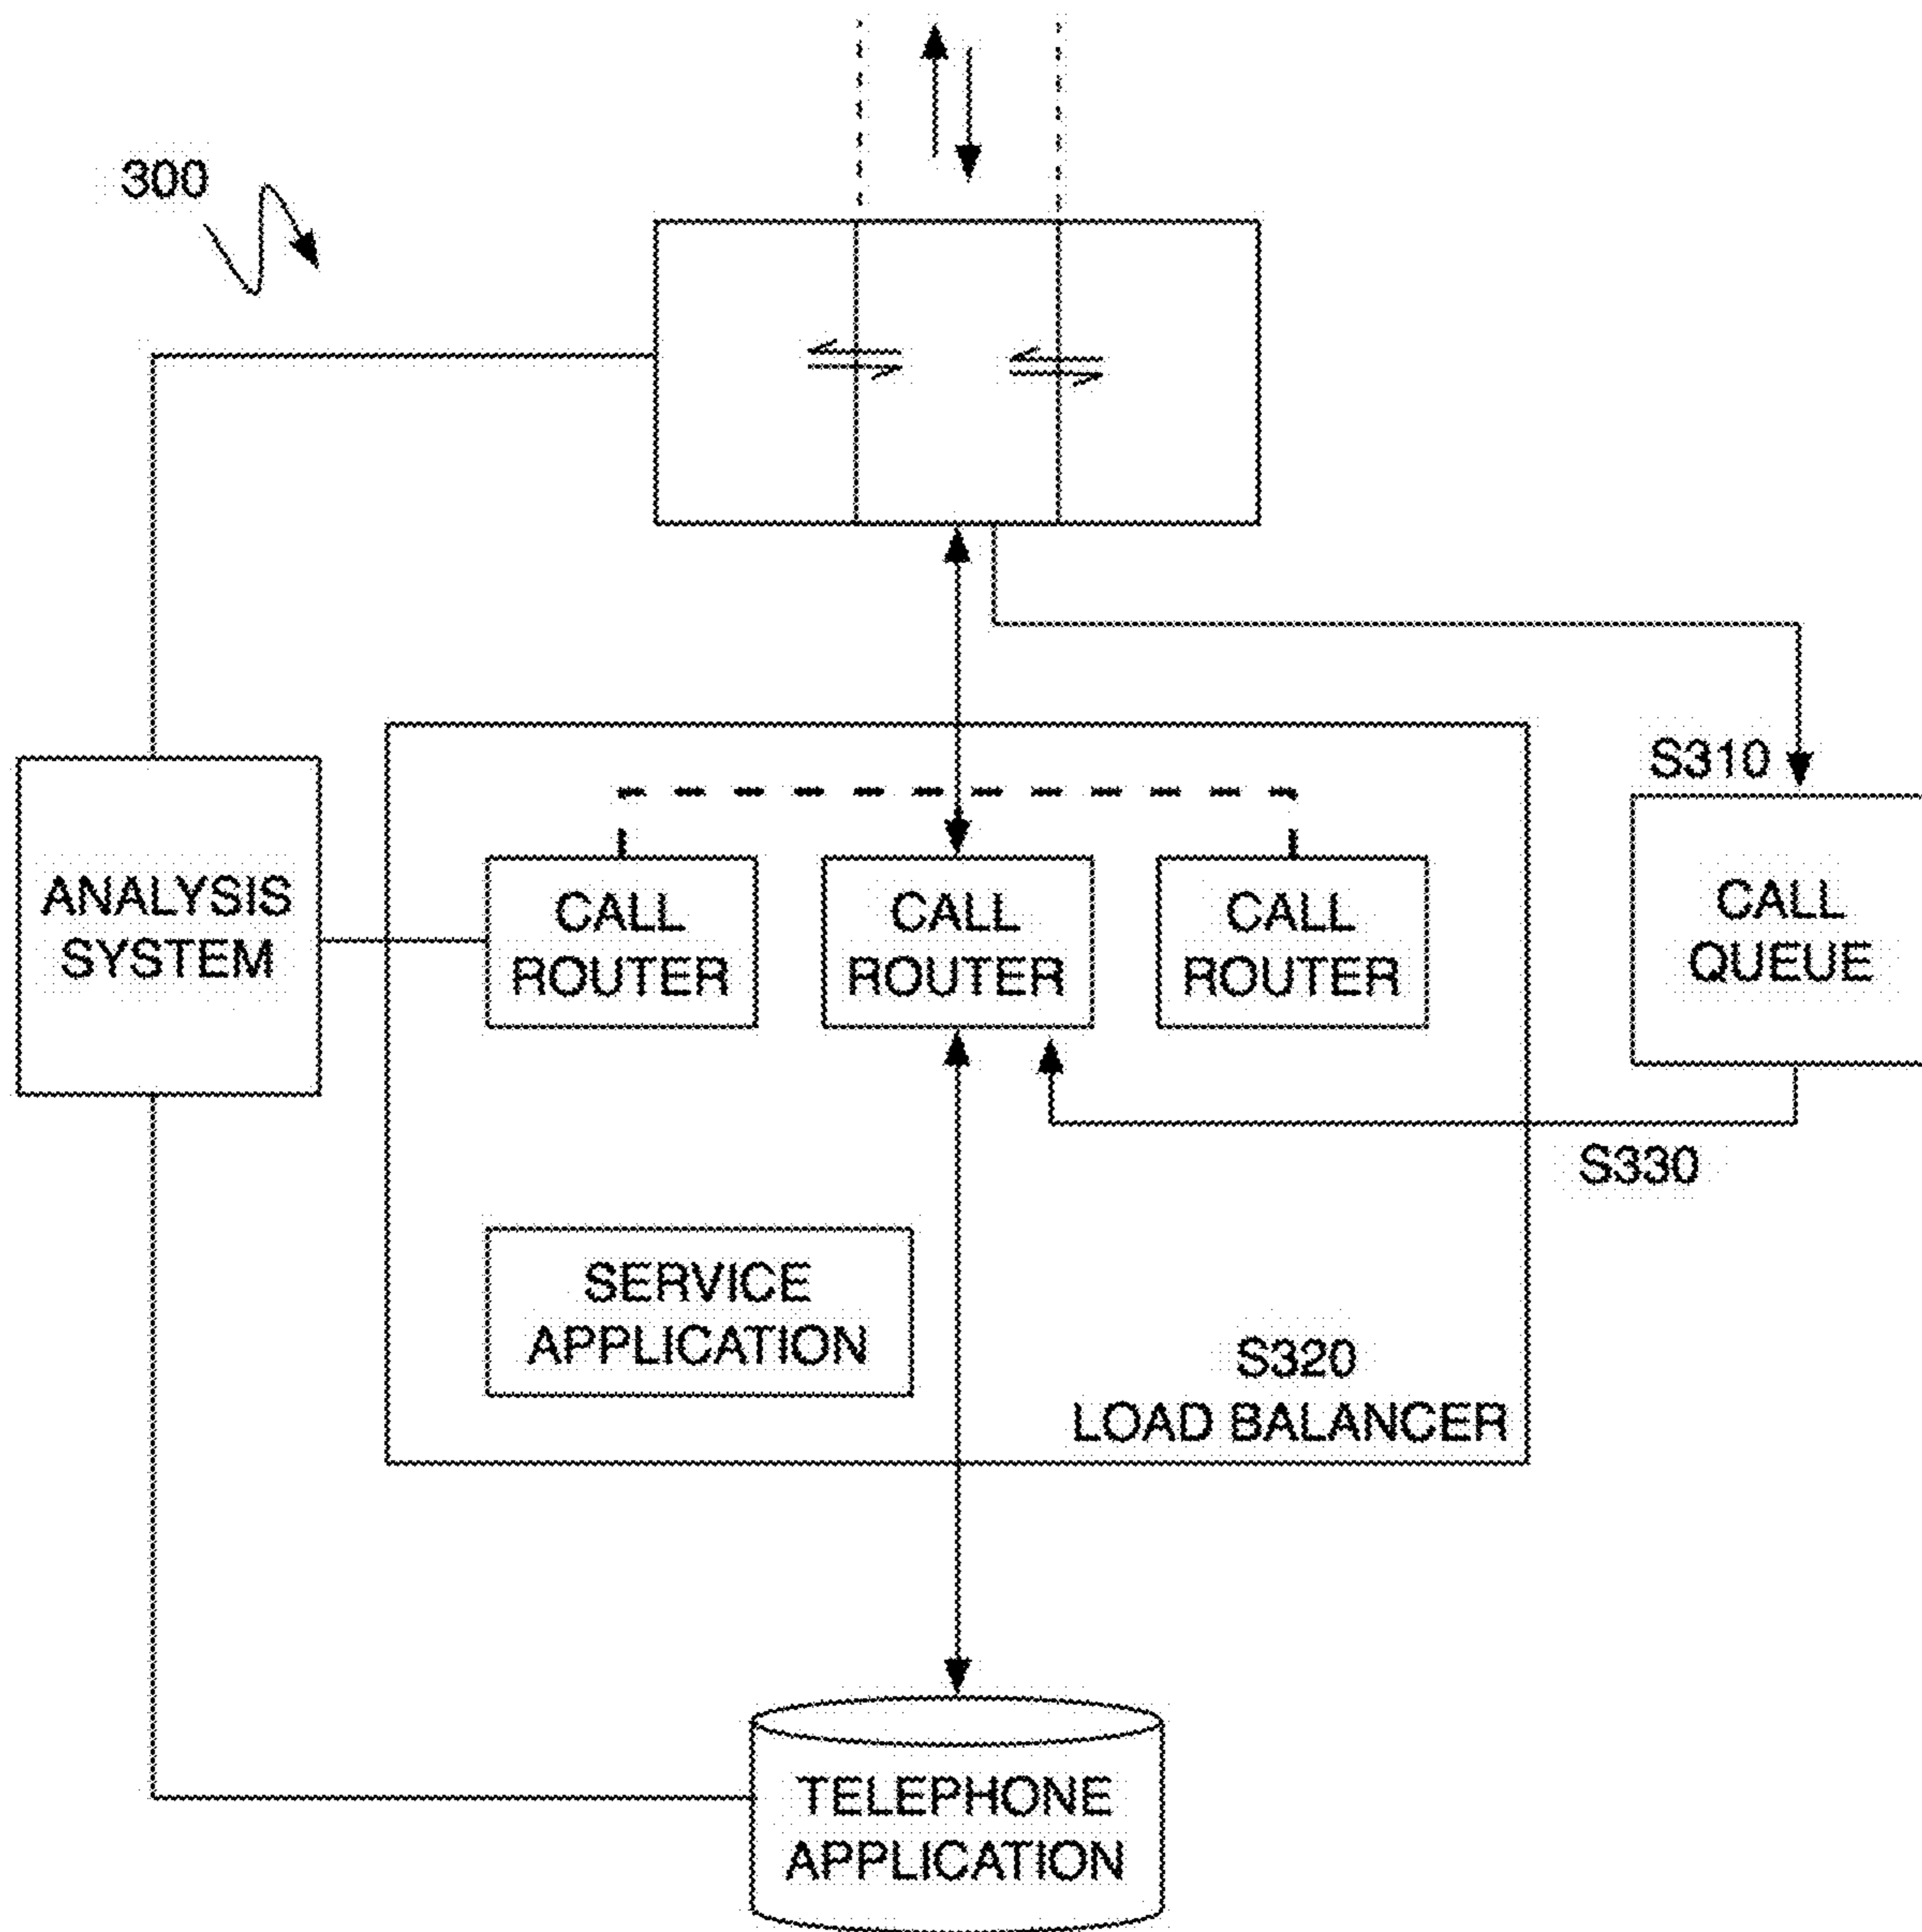 300
S310
ANALYSIS
SYSTEM
CALL
ROUTER
CALL
ROUTER
CALL
ROUTER
CALL
QUEUE
S330
SERVICE
APPLICATION
S320
LOAD BALANCER
TELEPHONE
APPLICATION